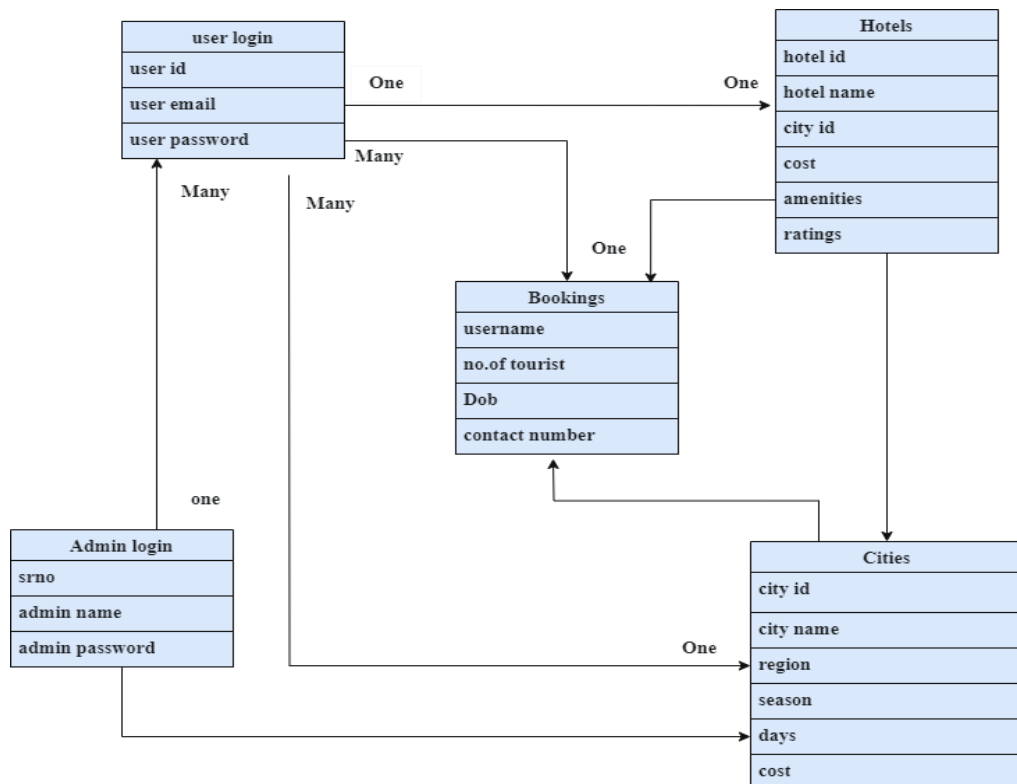 user login
user id
user email
user password
One
One
Many
Many
Many
Hotels
hotel id
hotel name
city id
cost
amenities
ratings
One
Bookings
username
no.of tourist
Dob
contact number
one
Admin login
srno
admin name
admin password
One
Cities
city id
city name
region
season
days
cost